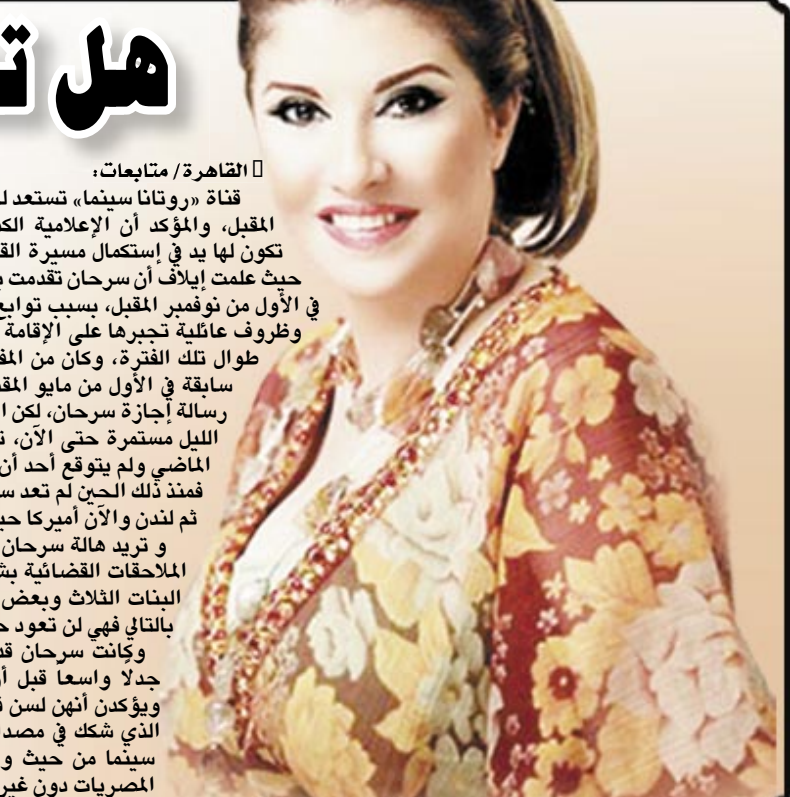 هل ت
القاهرة / متابعات:
قناة «روتانا سينما» تستعد ل
المقبل، والمؤكد أن الإعلامية الك
تكون لها يد في إستكمال مسيرة الق
حيث علمت إيلاف أن سرحان تقدمت ب
في الأول من نوفمبر المقبل، بسبب توابع
وظروف عائلية تجبرها على الإقامة
طوال تلك الفترة، وكان من المف
سابقة في الأول من مايو المق
رسالة إجازة سرحان، لكن ا
الليل مستمرة حتى الآن، ن
الماضي ولم يتوقع أحد أن
فمنذ ذلك الحين لم تعد س
ثم لندن والآن أميركا حي
و تريد هالة سرحان
الملاحقات القضائية بش
البنات الثلاث وبعض
بالتالي فهي لن تعود ح
وكانت سرحان قد
جدلا واسعاً قبل أ
ويؤكدن أنهن لسن ف
الذي شكك في مصدا
سينما من حيث و
المصريات دون غير